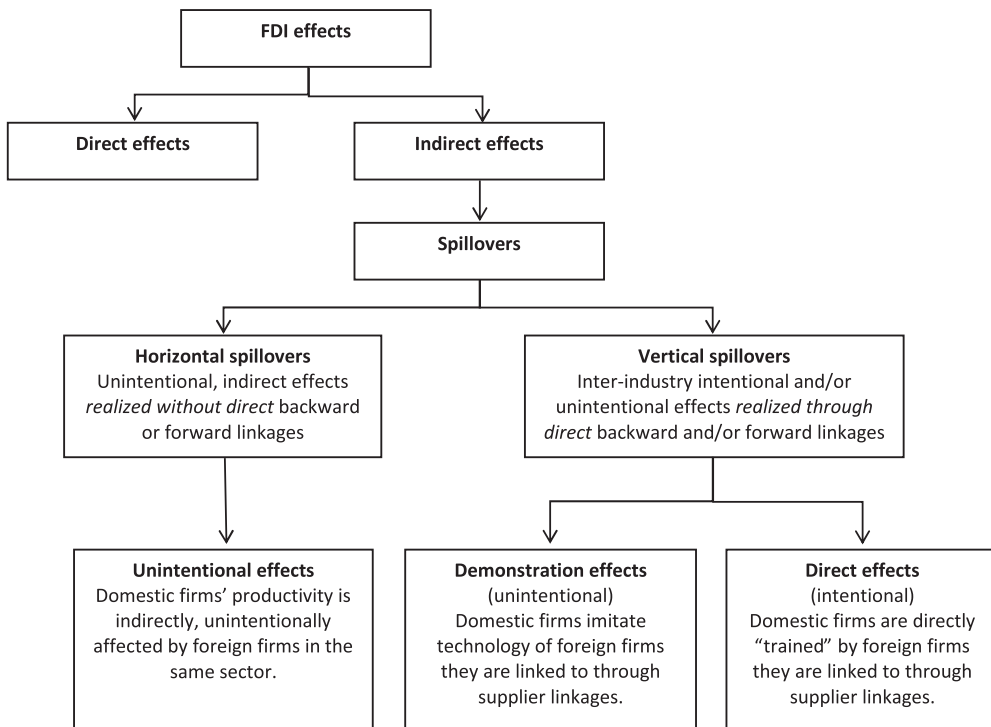 FDI effects
Direct effects
Indirect effects
Spillovers
Horizontal spillovers
Unintentional, indirect effects
realized without direct backward
or forward linkages
Vertical spillovers
Inter-industry intentional and/or
unintentional effects realized through
direct backward and/or forward linkages
Unintentional effects
Domestic firms’ productivity is
indirectly, unintentionally
affected by foreign firms in the
same sector.
Demonstration effects
(unintentional)
Domestic firms imitate
technology of foreign firms
they are linked to through
supplier linkages.
Direct effects
(intentional)
Domestic firms are directly
“trained” by foreign firms
they are linked to through
supplier linkages.